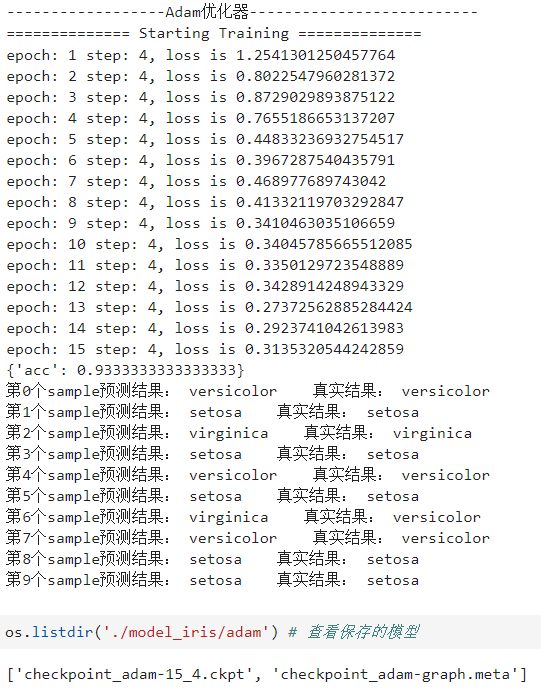 ------------------Adam优化器--------------------------
============== Starting Training ==============
epoch: 1 step: 4, loss is 1.2541301250457764
epoch: 2 step: 4, loss is 0.8022547960281372
epoch: 3 step: 4, loss is 0.8729029893875122
epoch: 4 step: 4, loss is 0.7655186653137207
epoch: 5 step: 4, loss is 0.44833236932754517
epoch: 6 step: 4, loss is 0.3967287540435791
epoch: 7 step: 4, loss is 0.468977689743042
epoch: 8 step: 4, loss is 0.41332119703292847
epoch: 9 step: 4, loss is 0.3410463035106659
epoch: 10 step: 4, loss is 0.34045785665512085
epoch: 11 step: 4, loss is 0.3350129723548889
epoch: 12 step: 4, loss is 0.3428914248943329
epoch: 13 step: 4, loss is 0.27372562885284424
epoch: 14 step: 4, loss is 0.2923741042613983
epoch: 15 step: 4, loss is 0.3135320544242859
{'acc': 0.9333333333333333}
第0个sample预测结果： versicolor    真实结果： versicolor
第1个sample预测结果： setosa    真实结果： setosa
第2个sample预测结果： virginica    真实结果： virginica
第3个sample预测结果： setosa    真实结果： setosa
第4个sample预测结果： versicolor    真实结果： versicolor
第5个sample预测结果： setosa    真实结果： setosa
第6个sample预测结果： virginica    真实结果： versicolor
第7个sample预测结果： versicolor    真实结果： versicolor
第8个sample预测结果： setosa    真实结果： setosa
第9个sample预测结果： setosa    真实结果： setosa
os.listdir('./model_iris/adam') # 查看保存的模型
['checkpoint_adam-15_4.ckpt', 'checkpoint_adam-graph.meta']